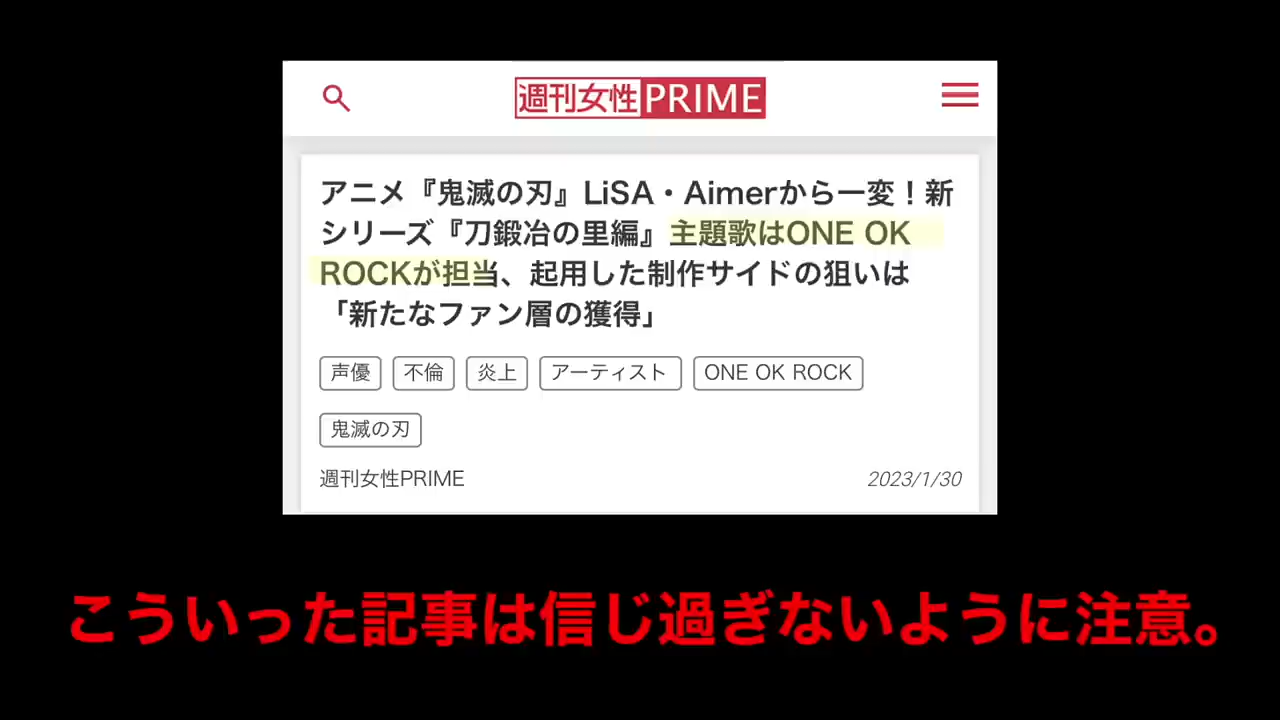 週刊女性PRIME
アニメ『鬼滅の刃』LiSA・Aimerから一変！新
シリーズ『刀鍛冶の里編』主題歌はONE OK
ROCKが担当、起用した制作サイドの狙いは
「新たなファン層の獲得」
声優 不倫 炎上 アーティスト ONE OK ROCK
鬼滅の刃
週刊女性PRIME 2023/1/30
こういった記事は信じ過ぎないように注意。